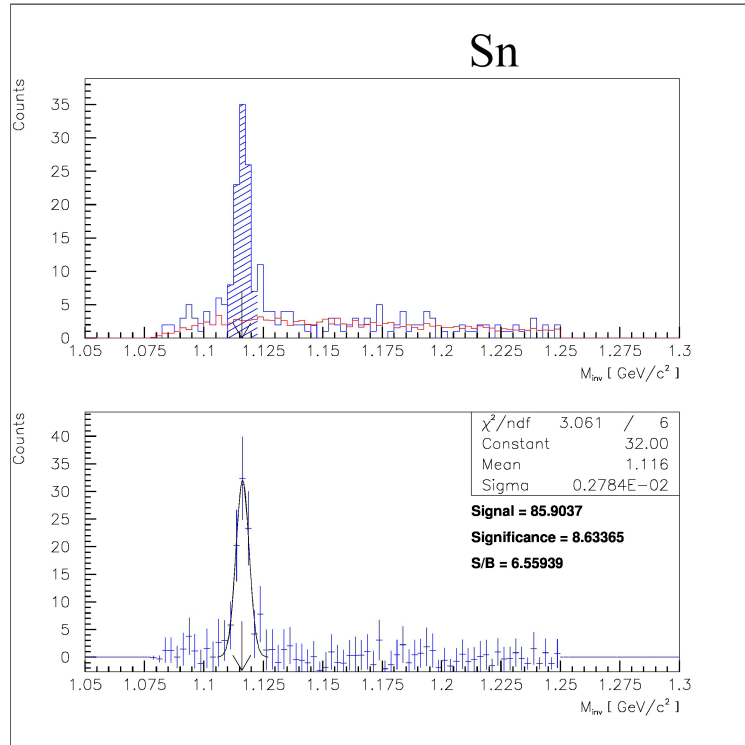 Sn
Counts
35
30
25
20
15
10
5
0
1.05 1.075 1.1 1.125 1.15 1.175 1.2 1.225 1.25 1.275 1.3
M_inv [ GeV/c² ]
Counts
40
35
30
25
20
15
10
5
0
χ²/ndf 3.061 / 6
Constant 32.00
Mean 1.116
Sigma 0.2784E-02
Signal = 85.9037
Significance = 8.63365
S/B = 6.55939
1.05 1.075 1.1 1.125 1.15 1.175 1.2 1.225 1.25 1.275 1.3
M_inv [ GeV/c² ]